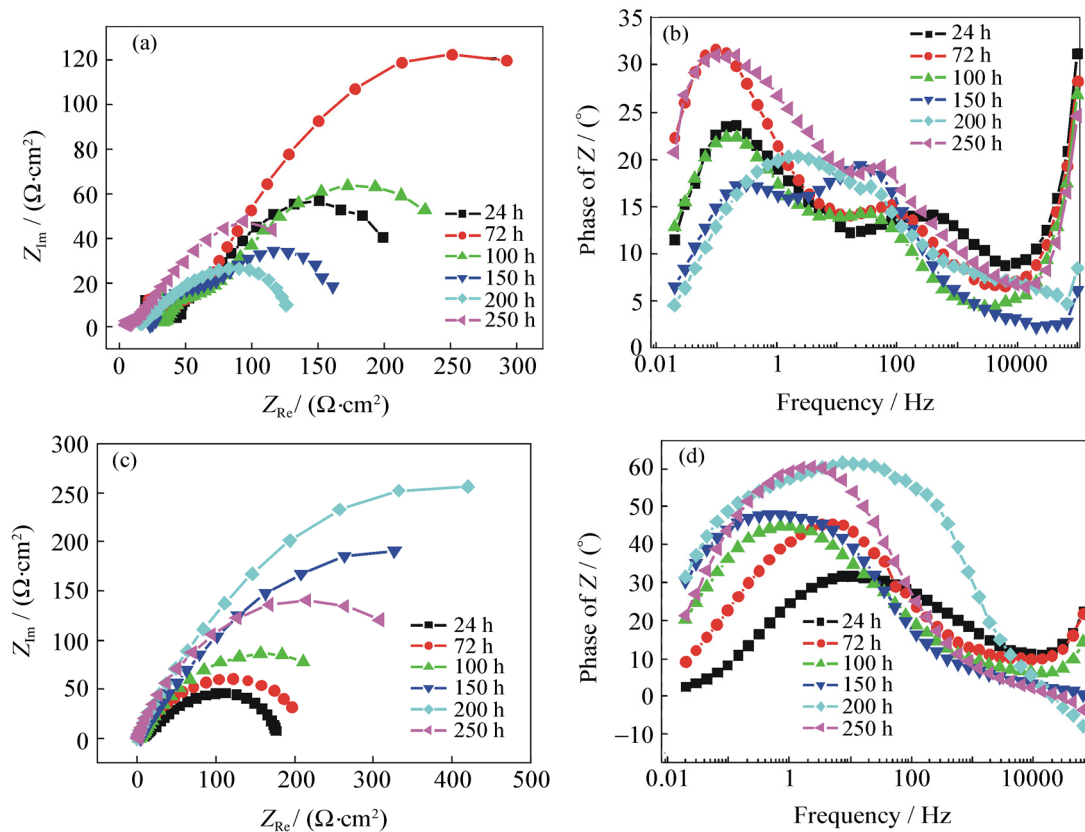 (a)
120
100
80
60
40
20
0
Z_Im / (Ω·cm²)
24 h
72 h
100 h
150 h
200 h
250 h
0 50 100 150 200 250 300
Z_Re / (Ω·cm²)
(b)
35
30
25
20
15
10
5
0
Phase of Z / (°)
24 h
72 h
100 h
150 h
200 h
250 h
0.01 1 100 10000
Frequency / Hz
(c)
300
250
200
150
100
50
0
Z_Im / (Ω·cm²)
24 h
72 h
100 h
150 h
200 h
250 h
0 100 200 300 400 500
Z_Re / (Ω·cm²)
(d)
60
50
40
30
20
10
0
−10
Phase of Z / (°)
24 h
72 h
100 h
150 h
200 h
250 h
0.01 1 100 10000
Frequency / Hz